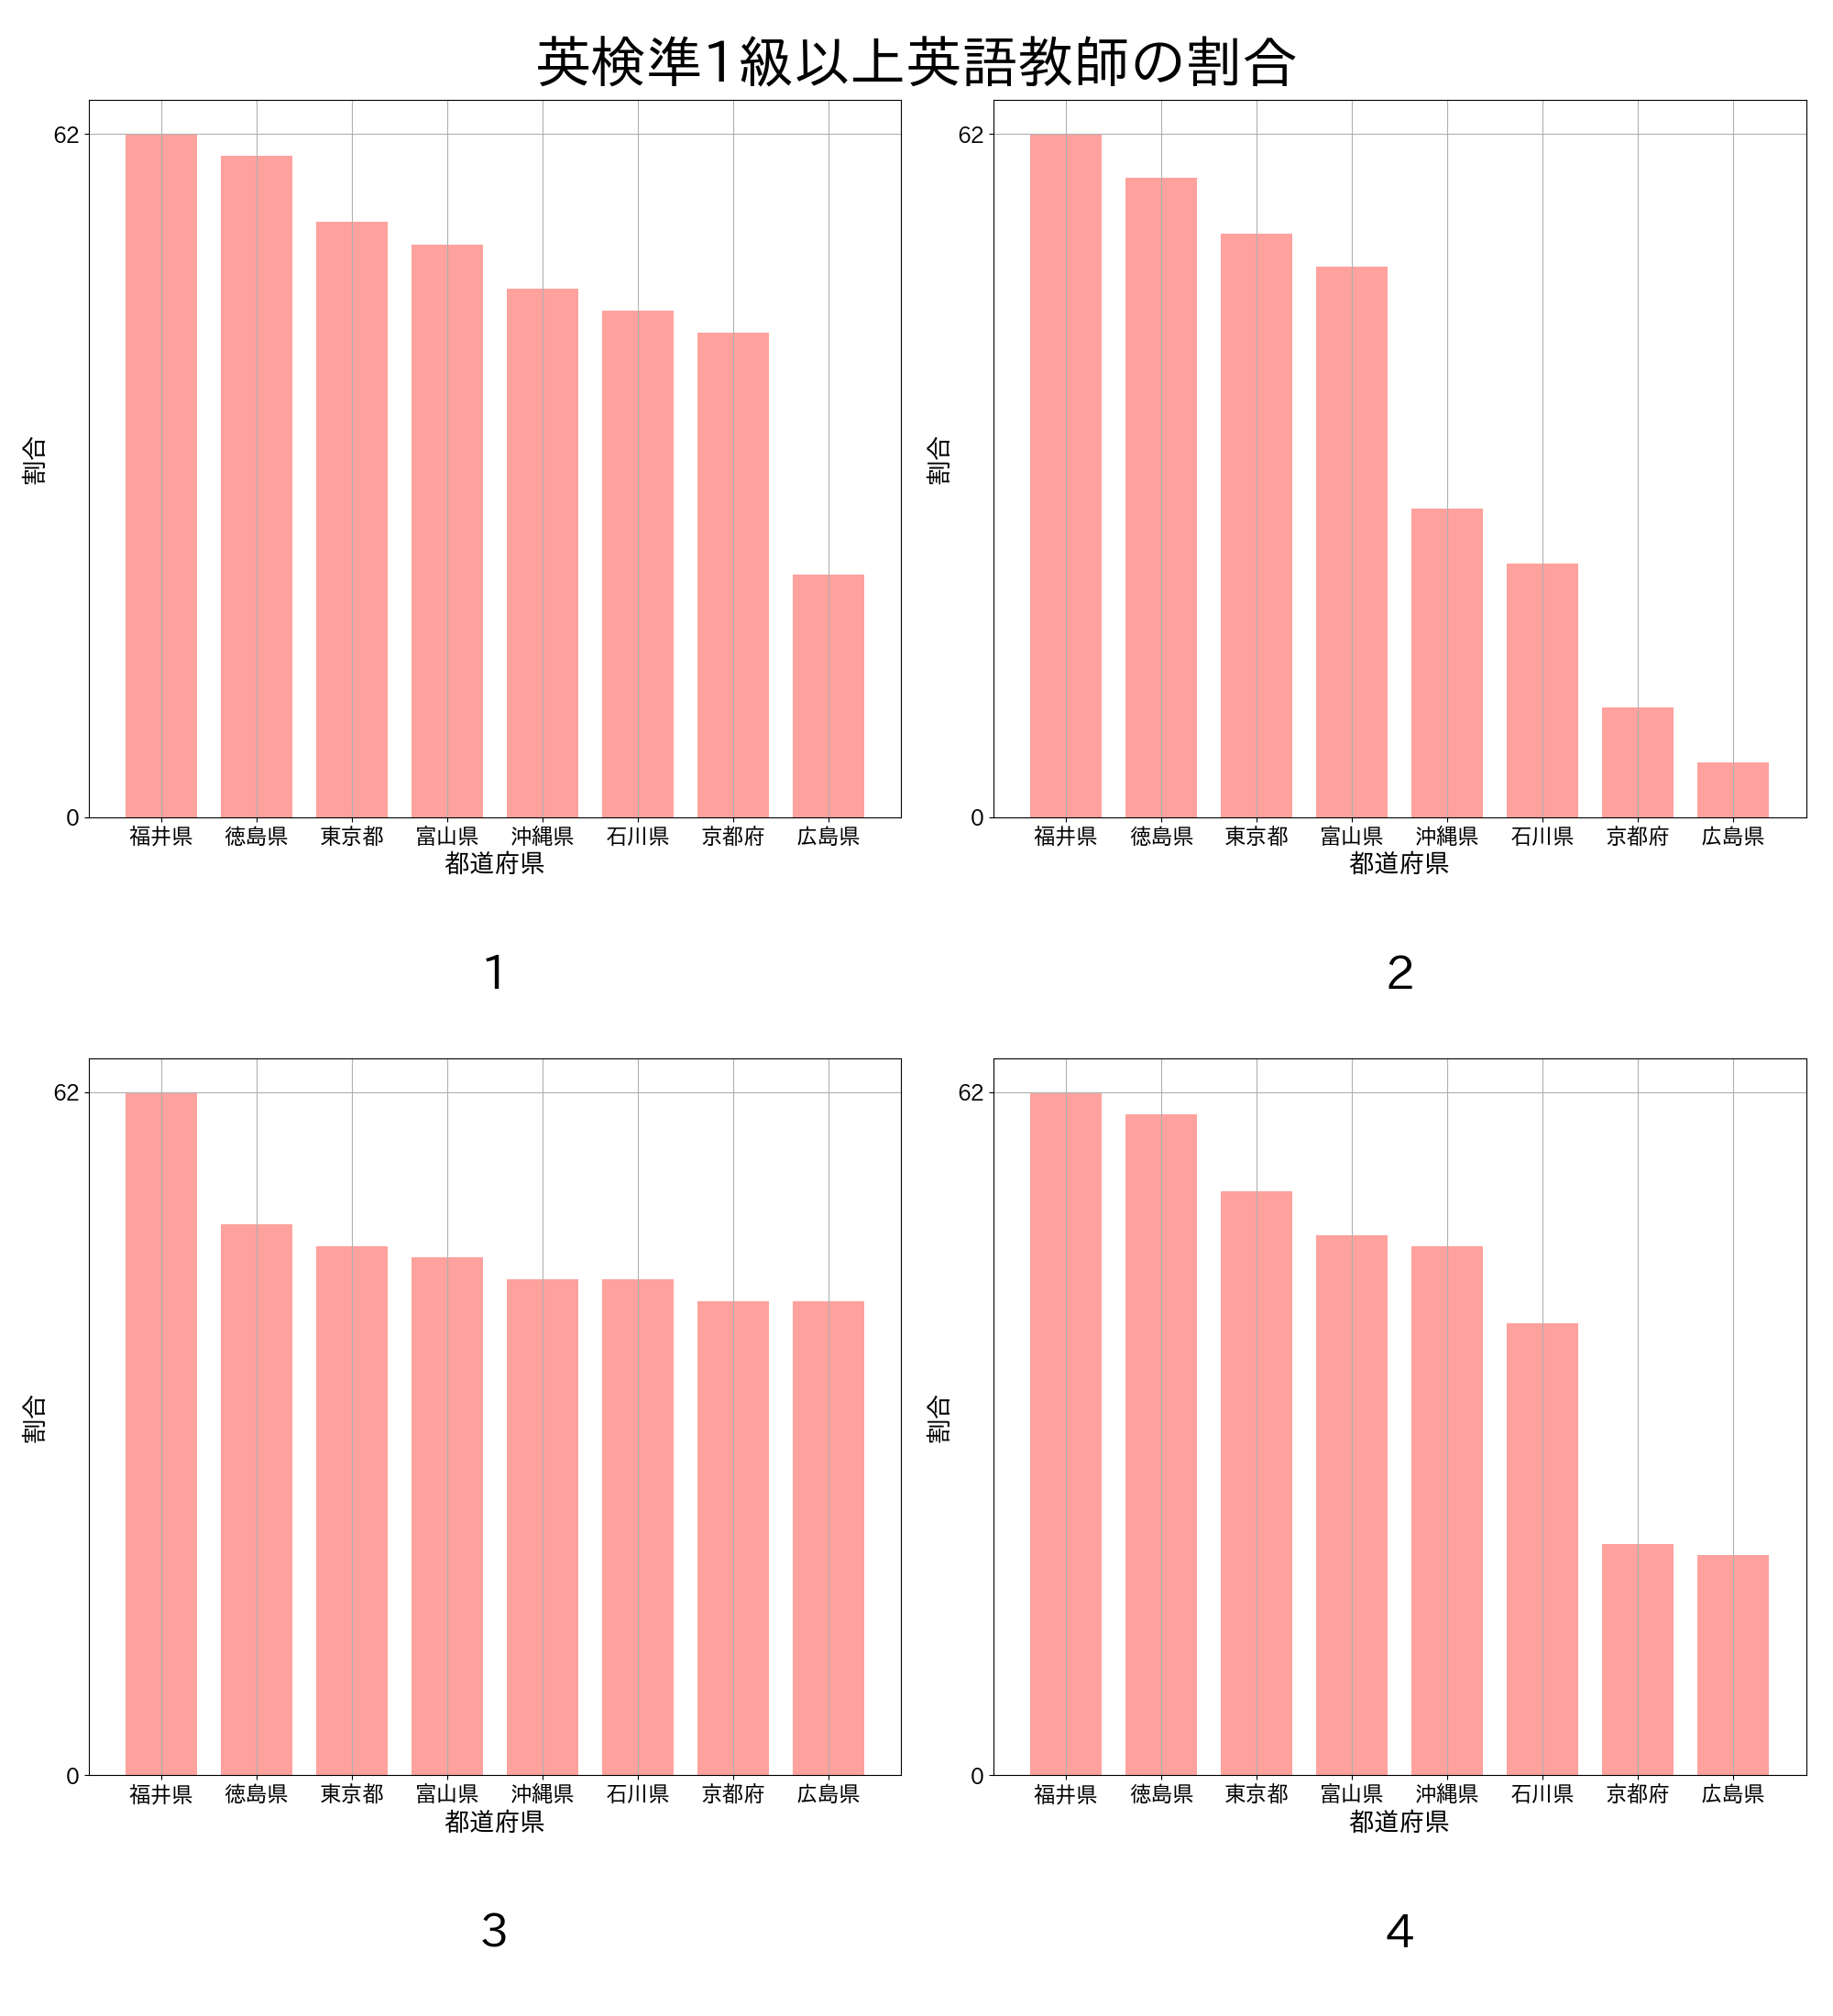 英検準1級以上英語教師の割合
62
0
割合
福井県 徳島県 東京都 富山県 沖縄県 石川県 京都府 広島県
都道府県
1
62
0
割合
福井県 徳島県 東京都 富山県 沖縄県 石川県 京都府 広島県
都道府県
2
62
0
割合
福井県 徳島県 東京都 富山県 沖縄県 石川県 京都府 広島県
都道府県
3
62
0
割合
福井県 徳島県 東京都 富山県 沖縄県 石川県 京都府 広島県
都道府県
4